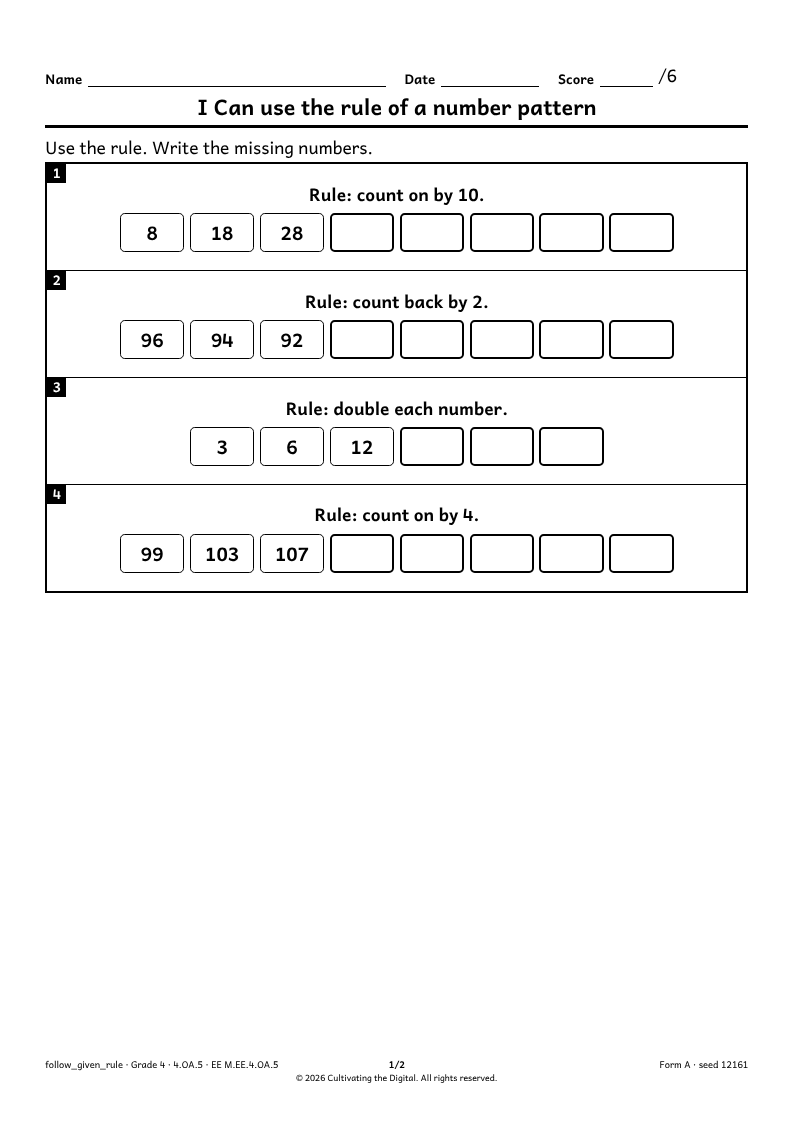 Name Date Score /6
I Can use the rule of a number pattern
Use the rule. Write the missing numbers.
1
Rule: count on by 10.
8 18 28
2
Rule: count back by 2.
96 94 92
3
Rule: double each number.
3 6 12
4
Rule: count on by 4.
99 103 107
follow_given_rule · Grade 4 · 4.OA.5 · EE M.EE.4.OA.5 1/2 Form A · seed 12161
© 2026 Cultivating the Digital. All rights reserved.